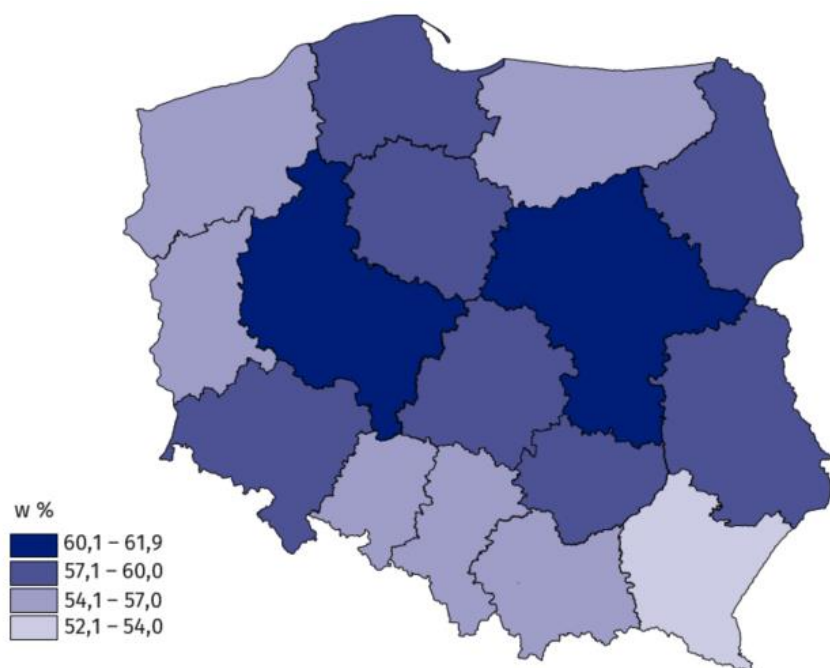 w %
60,1 – 61,9
57,1 – 60,0
54,1 – 57,0
52,1 – 54,0